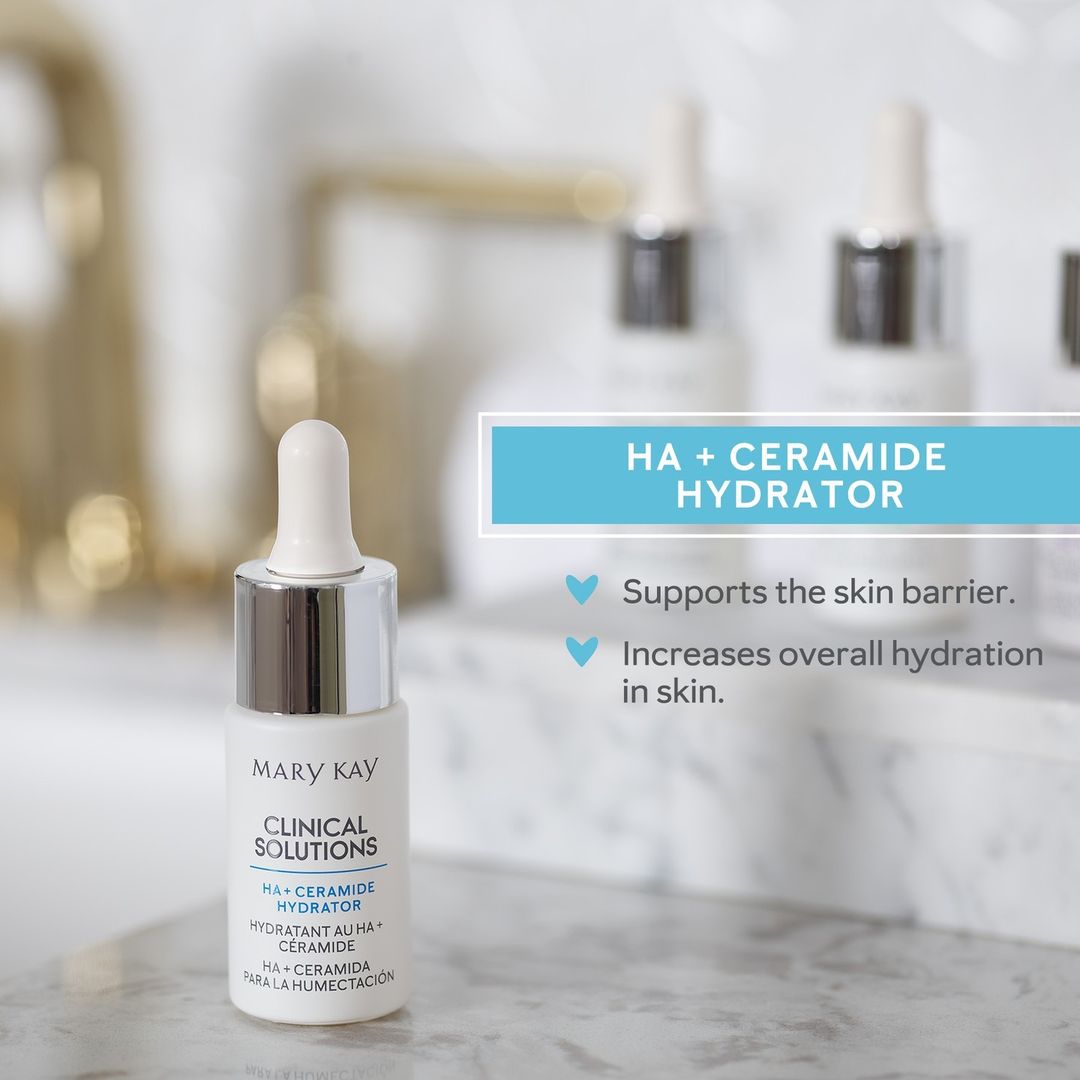 HA + CERAMIDE
HYDRATOR
Supports the skin barrier.
Increases overall hydration
in skin.
MARY KAY
CLINICAL
SOLUTIONS
HA + CERAMIDE
HYDRATOR
HYDRATANT AU HA +
CÉRAMIDE
HA + CERAMIDA
PARA LA HUMECTACIÓN